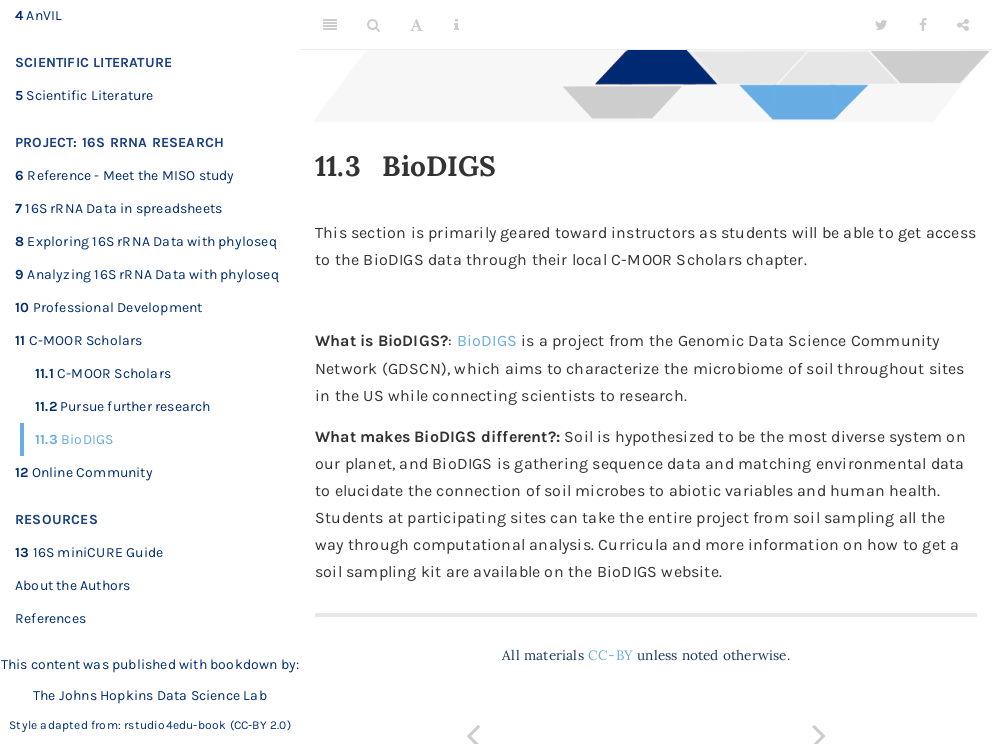 4 AnVIL
SCIENTIFIC LITERATURE
5 Scientific Literature
PROJECT: 16S RRNA RESEARCH
6 Reference - Meet the MISO study
7 16S rRNA Data in spreadsheets
8 Exploring 16S rRNA Data with phyloseq
9 Analyzing 16S rRNA Data with phyloseq
10 Professional Development
11 C-MOOR Scholars
11.1 C-MOOR Scholars
11.2 Pursue further research
11.3 BioDIGS
12 Online Community
RESOURCES
13 16S miniCURE Guide
About the Authors
References
This content was published with bookdown by:
The Johns Hopkins Data Science Lab
Style adapted from: rstudio4edu-book (CC-BY 2.0)
11.3 BioDIGS
This section is primarily geared toward instructors as students will be able to get access
to the BioDIGS data through their local C-MOOR Scholars chapter.
What is BioDIGS?: BioDIGS is a project from the Genomic Data Science Community
Network (GDSCN), which aims to characterize the microbiome of soil throughout sites
in the US while connecting scientists to research.
What makes BioDIGS different?: Soil is hypothesized to be the most diverse system on
our planet, and BioDIGS is gathering sequence data and matching environmental data
to elucidate the connection of soil microbes to abiotic variables and human health.
Students at participating sites can take the entire project from soil sampling all the
way through computational analysis. Curricula and more information on how to get a
soil sampling kit are available on the BioDIGS website.
All materials CC-BY unless noted otherwise.